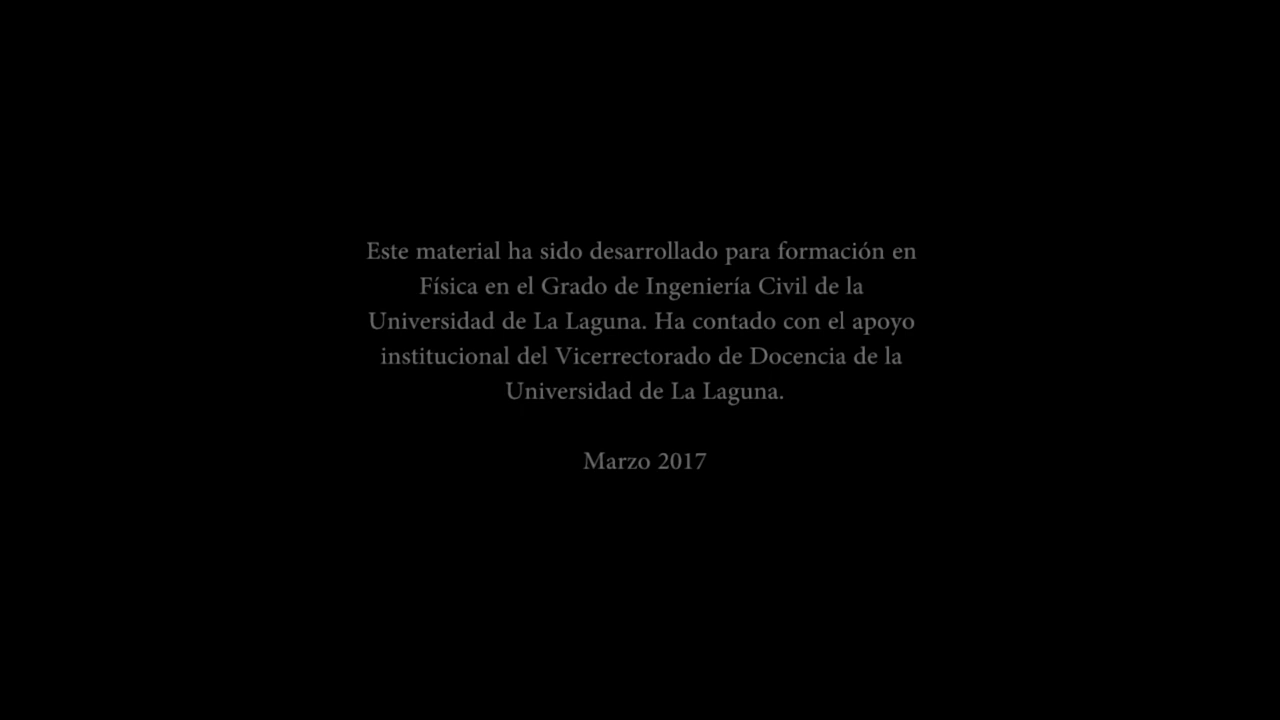 Este material ha sido desarrollado para formación en
Física en el Grado de Ingeniería Civil de la
Universidad de La Laguna. Ha contado con el apoyo
institucional del Vicerrectorado de Docencia de la
Universidad de La Laguna.
Marzo 2017